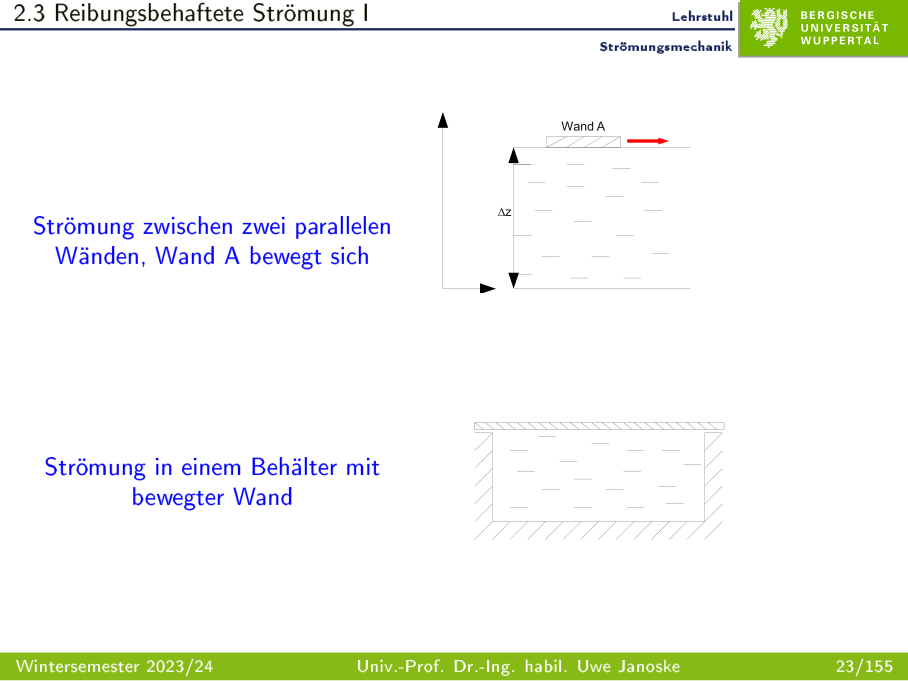 2.3 Reibungsbehaftete Strömung I
Lehrstuhl
Strömungsmechanik
BERGISCHE
UNIVERSITÄT
WUPPERTAL
Wand A
Δz
Strömung zwischen zwei parallelen
Wänden, Wand A bewegt sich
Strömung in einem Behälter mit
bewegter Wand
Wintersemester 2023/24
Univ.-Prof. Dr.-Ing. habil. Uwe Janoske
23/155